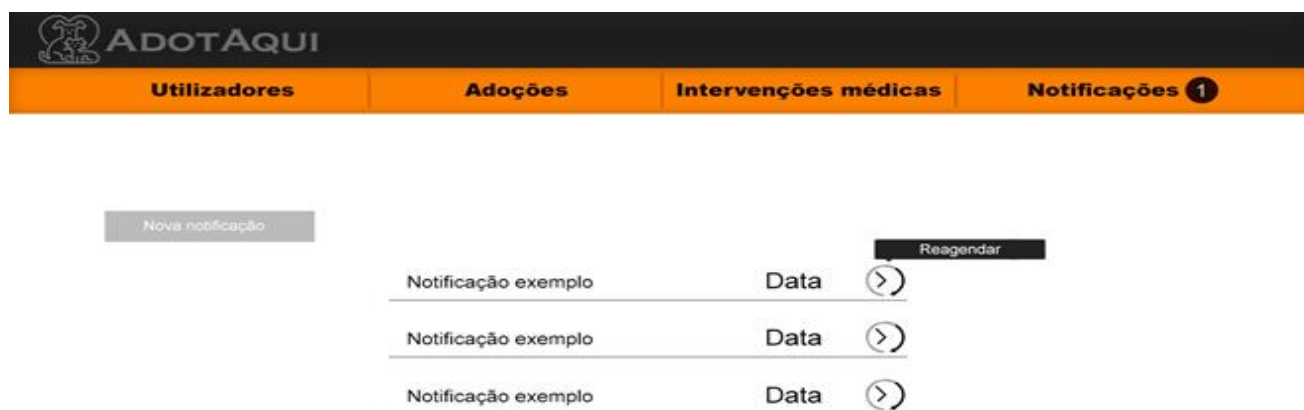 ADOTAQUI
Utilizadores Adoções Intervenções médicas Notificações 1
Nova notificação
Reagendar
Notificação exemplo Data
Notificação exemplo Data
Notificação exemplo Data